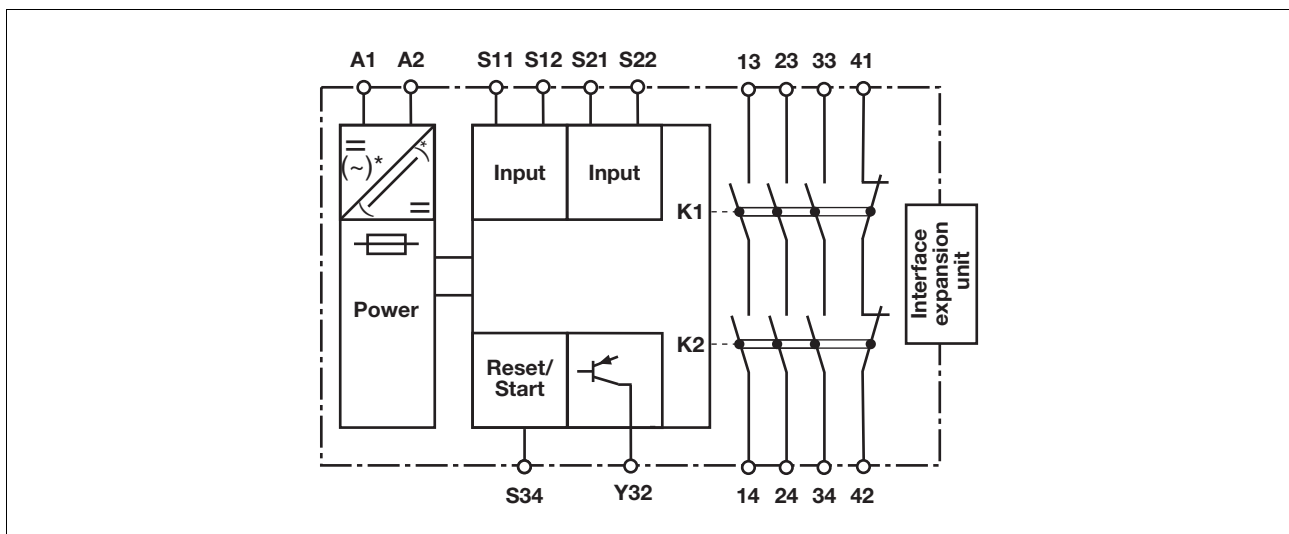 A1 A2 S11 S12 S21 S22 13 23 33 41
(~)*
*
Input Input
K1
Interface
expansion
unit
Power
K2
Reset/
Start
S34 Y32 14 24 34 42